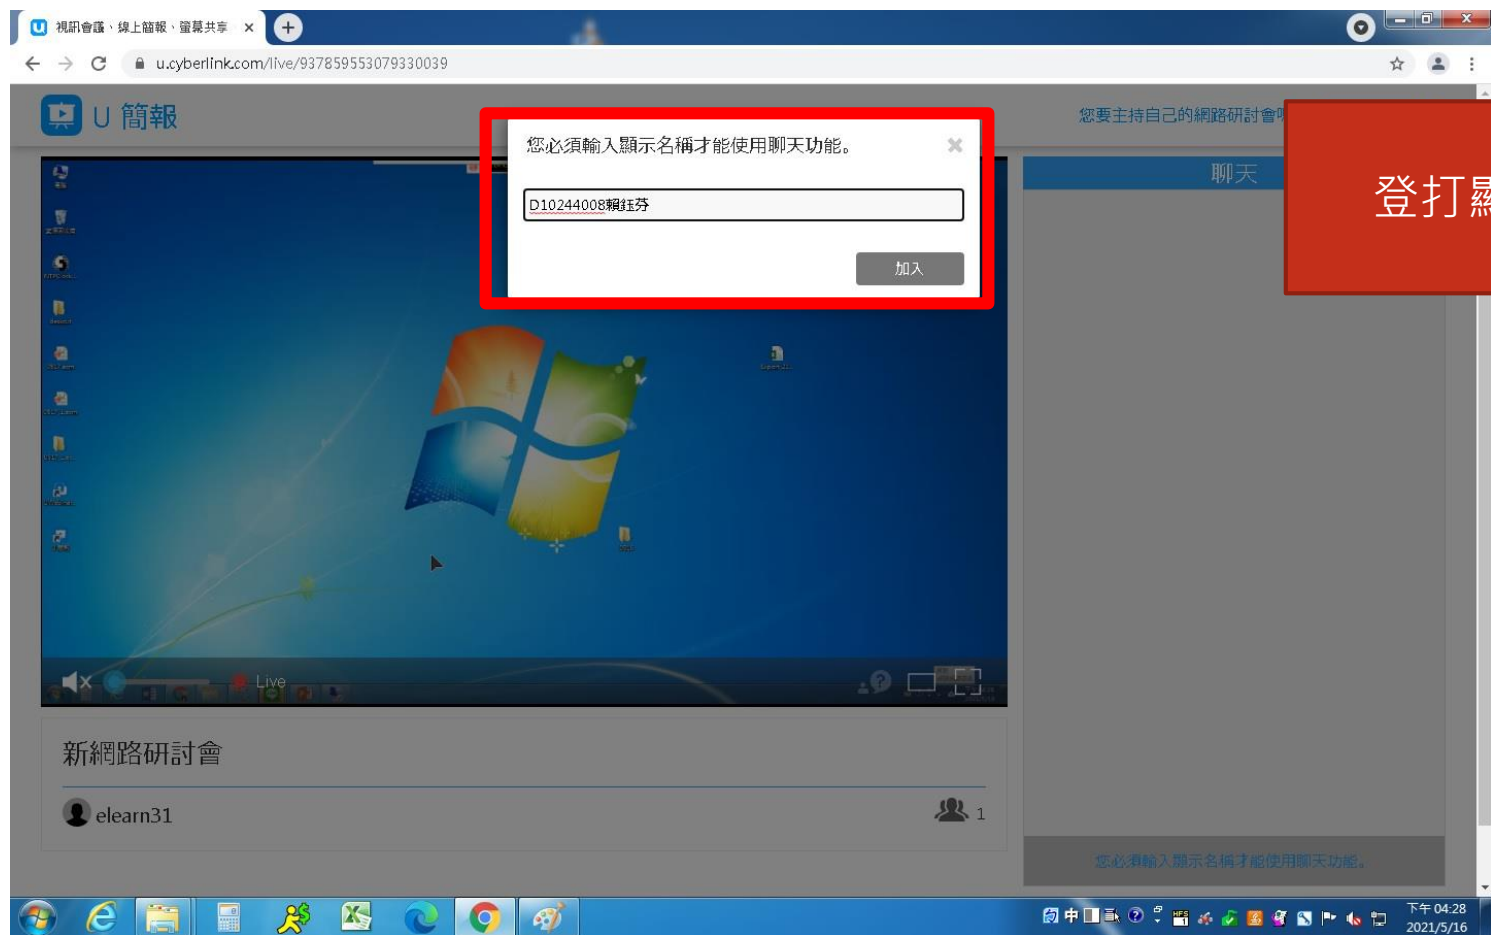 視訊會議、線上簡報、螢幕共享
u.cyberlink.com/live/937859553079330039
U 簡報
您要主持自己的網路研討會
您必須輸入顯示名稱才能使用聊天功能。
D10244008賴鈺芬
加入
聊天
登打顯
Live
新網路研討會
elearn31
1
您必須輸入顯示名稱才能使用聊天功能。
中
下午 04:28
2021/5/16